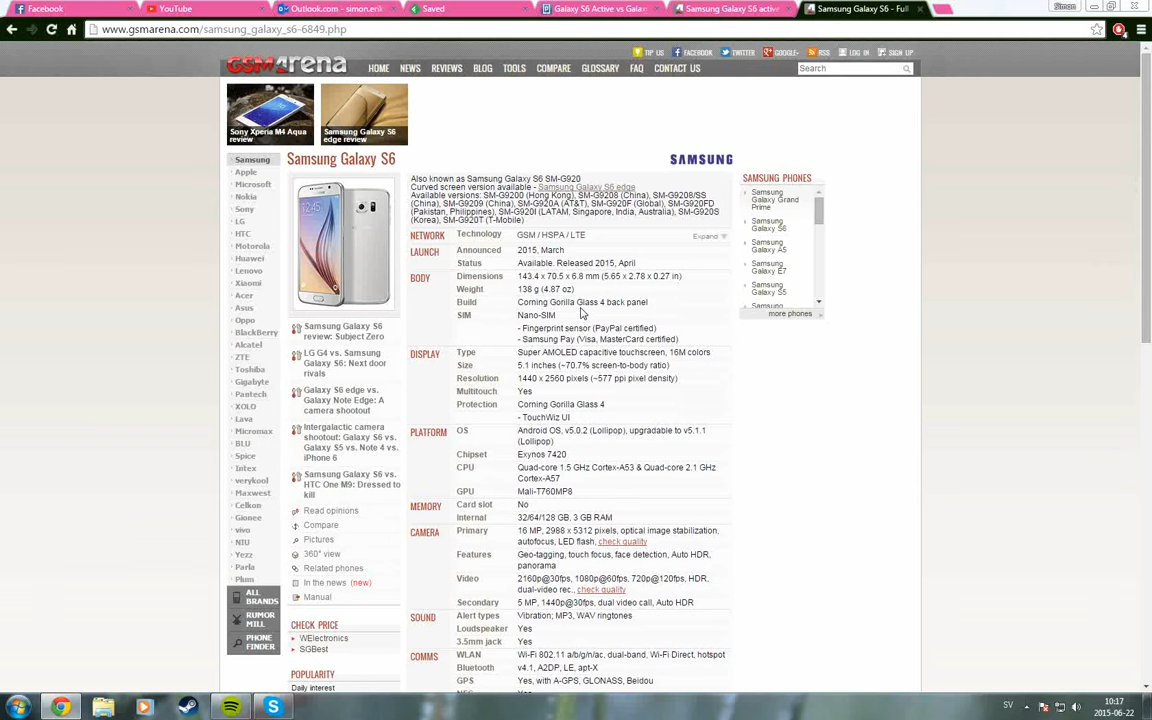 Facebook
YouTube
Outlook.com - simon.erik
Saved
Galaxy S6 Active vs Galax
Samsung Galaxy S6 active
Samsung Galaxy S6 - Full
Simon
www.gsmarena.com/samsung_galaxy_s6-6849.php
TIP US FACEBOOK TWITTER GOOGLE+ RSS LOG IN SIGN UP
GSMArena HOME NEWS REVIEWS BLOG TOOLS COMPARE GLOSSARY FAQ CONTACT US Search
Sony Xperia M4 Aqua review
Samsung Galaxy S6 edge review
Samsung
Apple
Microsoft
Nokia
Sony
LG
HTC
Motorola
Huawei
Lenovo
Xiaomi
Acer
Asus
Oppo
BlackBerry
Alcatel
ZTE
Toshiba
Gigabyte
Pantech
XOLO
Lava
Micromax
BLU
Spice
Intex
verykool
Maxwest
Celkon
Gionee
vivo
NIU
Yezz
Parla
Plum
ALL BRANDS
RUMOR MILL
PHONE FINDER
Samsung Galaxy S6
SAMSUNG
Samsung Galaxy S6
review: Subject Zero
LG G4 vs. Samsung
Galaxy S6: Next door
rivals
Galaxy S6 edge vs.
Galaxy Note Edge: A
camera shootout
Intergalactic camera
shootout: Galaxy S6 vs.
Galaxy S5 vs. Note 4 vs.
iPhone 6
Samsung Galaxy S6 vs.
HTC One M9: Dressed to
kill
Read opinions
Compare
Pictures
360° view
Related phones
In the news (new)
Manual
CHECK PRICE
WElectronics
SGBest
POPULARITY
Daily interest
Also known as Samsung Galaxy S6 SM-G920
Curved screen version available - Samsung Galaxy S6 edge
Available versions: SM-G9200 (Hong Kong), SM-G9208 (China), SM-G9208/SS
(China), SM-G9209 (China), SM-G920A (AT&T), SM-G920F (Global), SM-G920FD
(Pakistan, Philippines), SM-G920I (LATAM, Singapore, India, Australia), SM-G920S
(Korea), SM-G920T (T-Mobile)
NETWORK Technology GSM / HSPA / LTE Expand
LAUNCH Announced 2015, March
Status Available. Released 2015, April
BODY Dimensions 143.4 x 70.5 x 6.8 mm (5.65 x 2.78 x 0.27 in)
Weight 138 g (4.87 oz)
Build Corning Gorilla Glass 4 back panel
SIM Nano-SIM
- Fingerprint sensor (PayPal certified)
- Samsung Pay (Visa, MasterCard certified)
DISPLAY Type Super AMOLED capacitive touchscreen, 16M colors
Size 5.1 inches (~70.7% screen-to-body ratio)
Resolution 1440 x 2560 pixels (~577 ppi pixel density)
Multitouch Yes
Protection Corning Gorilla Glass 4
- TouchWiz UI
PLATFORM OS Android OS, v5.0.2 (Lollipop), upgradable to v5.1.1
(Lollipop)
Chipset Exynos 7420
CPU Quad-core 1.5 GHz Cortex-A53 & Quad-core 2.1 GHz
Cortex-A57
GPU Mali-T760MP8
MEMORY Card slot No
Internal 32/64/128 GB, 3 GB RAM
CAMERA Primary 16 MP, 2988 x 5312 pixels, optical image stabilization,
autofocus, LED flash, check quality
Features Geo-tagging, touch focus, face detection, Auto HDR,
panorama
Video 2160p@30fps, 1080p@60fps, 720p@120fps, HDR,
dual-video rec., check quality
Secondary 5 MP, 1440p@30fps, dual video call, Auto HDR
SOUND Alert types Vibration; MP3, WAV ringtones
Loudspeaker Yes
3.5mm jack Yes
COMMS WLAN Wi-Fi 802.11 a/b/g/n/ac, dual-band, Wi-Fi Direct, hotspot
Bluetooth v4.1, A2DP, LE, apt-X
GPS Yes, with A-GPS, GLONASS, Beidou
SAMSUNG PHONES
Samsung Galaxy Grand Prime
Samsung Galaxy S6
Samsung Galaxy A5
Samsung Galaxy E7
Samsung Galaxy S5
Samsung
more phones
SV
10:17
2015-06-22